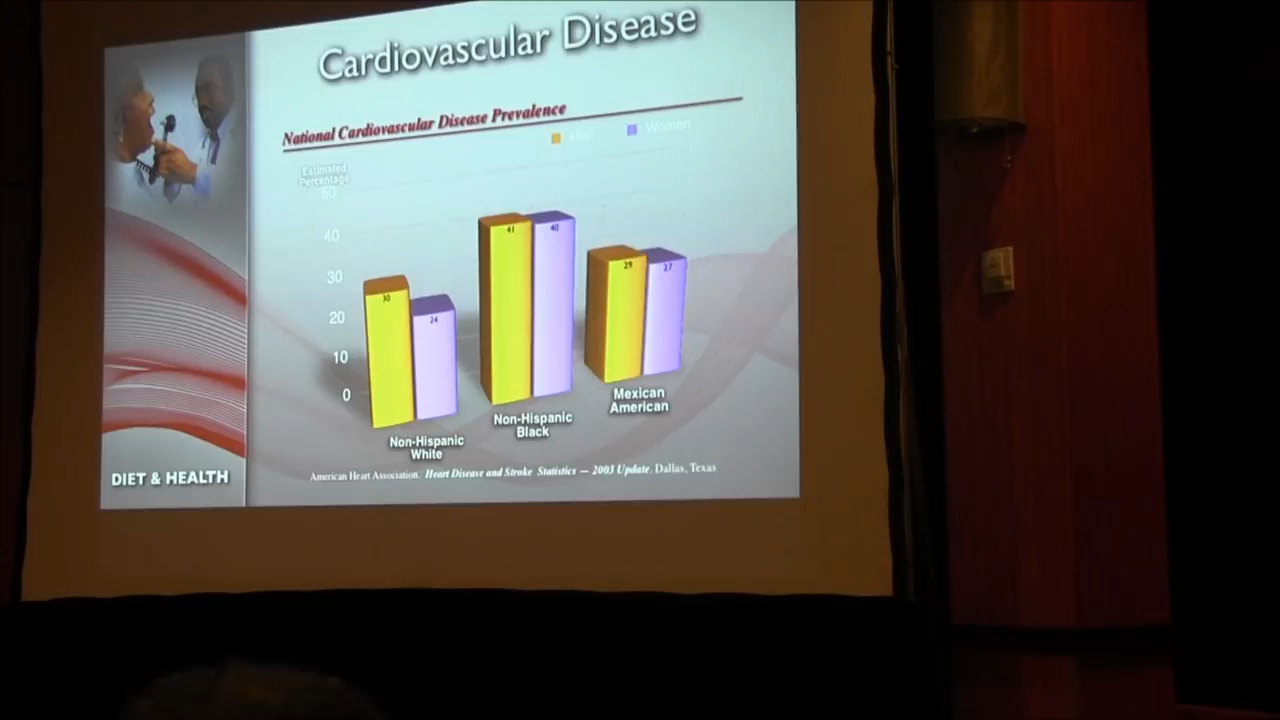 Cardiovascular Disease
National Cardiovascular Disease Prevalence
Men
Women
Estimated
Percentage
50
40
30
20
10
0
30
24
41
40
29
27
Non-Hispanic
White
Non-Hispanic
Black
Mexican
American
American Heart Association. Heart Disease and Stroke Statistics — 2003 Update. Dallas, Texas
DIET & HEALTH